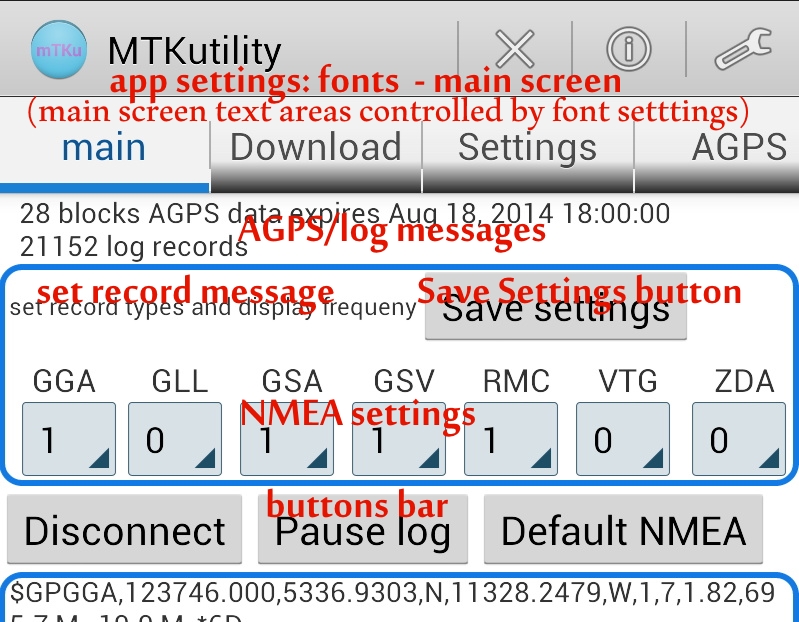 mTKu MTKutility
app settings: fonts - main screen
(main screen text areas controlled by font setttings)
main Download Settings AGPS
28 blocks AGPS data expires Aug 18, 2014 18:00:00
AGPS/log messages
21152 log records
set record message Save Settings button
set record types and display frequeny Save settings
GGA GLL GSA GSV RMC VTG ZDA
NMEA settings
1 0 1 1 1 0 0
buttons bar
Disconnect Pause log Default NMEA
$GPGGA,123746.000,5336.9303,N,11328.2479,W,1,7,1.82,69